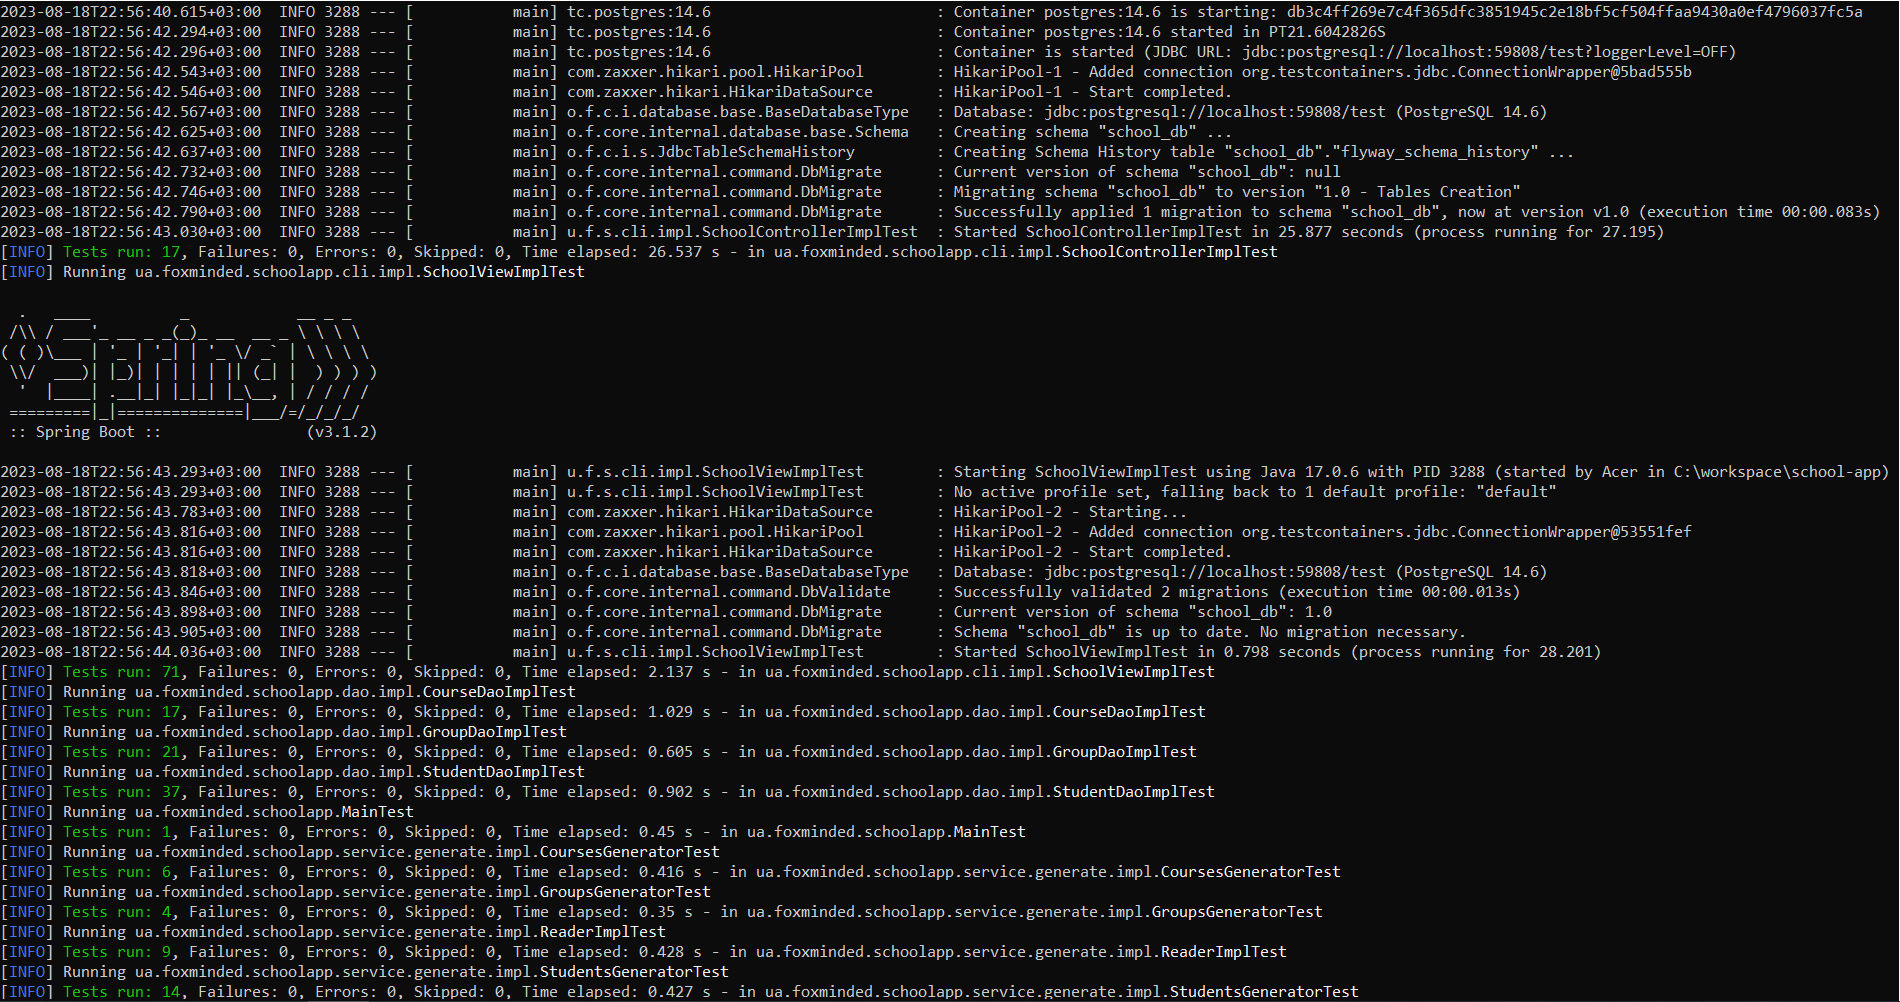 2023-08-18T22:56:40.615+03:00  INFO 3288 --- [           main] tc.postgres:14.6                         : Container postgres:14.6 is starting: db3c4ff269e7c4f365dfc3851945c2e18bf5cf504ffaa9430a0ef4796037fc5a
2023-08-18T22:56:42.294+03:00  INFO 3288 --- [           main] tc.postgres:14.6                         : Container postgres:14.6 started in PT21.6042826S
2023-08-18T22:56:42.296+03:00  INFO 3288 --- [           main] tc.postgres:14.6                         : Container is started (JDBC URL: jdbc:postgresql://localhost:59808/test?loggerLevel=OFF)
2023-08-18T22:56:42.543+03:00  INFO 3288 --- [           main] com.zaxxer.hikari.pool.HikariPool        : HikariPool-1 - Added connection org.testcontainers.jdbc.ConnectionWrapper@5bad555b
2023-08-18T22:56:42.546+03:00  INFO 3288 --- [           main] com.zaxxer.hikari.HikariDataSource       : HikariPool-1 - Start completed.
2023-08-18T22:56:42.567+03:00  INFO 3288 --- [           main] o.f.c.i.database.base.BaseDatabaseType   : Database: jdbc:postgresql://localhost:59808/test (PostgreSQL 14.6)
2023-08-18T22:56:42.625+03:00  INFO 3288 --- [           main] o.f.core.internal.database.base.Schema   : Creating schema "school_db" ...
2023-08-18T22:56:42.637+03:00  INFO 3288 --- [           main] o.f.c.i.s.JdbcTableSchemaHistory         : Creating Schema History table "school_db"."flyway_schema_history" ...
2023-08-18T22:56:42.732+03:00  INFO 3288 --- [           main] o.f.core.internal.command.DbMigrate      : Current version of schema "school_db": null
2023-08-18T22:56:42.746+03:00  INFO 3288 --- [           main] o.f.core.internal.command.DbMigrate      : Migrating schema "school_db" to version "1.0 - Tables Creation"
2023-08-18T22:56:42.790+03:00  INFO 3288 --- [           main] o.f.core.internal.command.DbMigrate      : Successfully applied 1 migration to schema "school_db", now at version v1.0 (execution time 00:00.083s)
2023-08-18T22:56:43.030+03:00  INFO 3288 --- [           main] u.f.s.cli.impl.SchoolControllerImplTest  : Started SchoolControllerImplTest in 25.877 seconds (process running for 27.195)
[INFO] Tests run: 17, Failures: 0, Errors: 0, Skipped: 0, Time elapsed: 26.537 s - in ua.foxminded.schoolapp.cli.impl.SchoolControllerImplTest
[INFO] Running ua.foxminded.schoolapp.cli.impl.SchoolViewImplTest
  .   ____          _            __ _ _
 /\\ / ___'_ __ _ _(_)_ __  __ _ \ \ \ \
( ( )\___ | '_ | '_| | '_ \/ _` | \ \ \ \
 \\/  ___)| |_)| | | | | || (_| |  ) ) ) )
  '  |____| .__|_| |_|_| |_\__, | / / / /
 =========|_|==============|___/=/_/_/_/
 :: Spring Boot ::                (v3.1.2)
2023-08-18T22:56:43.293+03:00  INFO 3288 --- [           main] u.f.s.cli.impl.SchoolViewImplTest        : Starting SchoolViewImplTest using Java 17.0.6 with PID 3288 (started by Acer in C:\workspace\school-app)
2023-08-18T22:56:43.293+03:00  INFO 3288 --- [           main] u.f.s.cli.impl.SchoolViewImplTest        : No active profile set, falling back to 1 default profile: "default"
2023-08-18T22:56:43.783+03:00  INFO 3288 --- [           main] com.zaxxer.hikari.HikariDataSource       : HikariPool-2 - Starting...
2023-08-18T22:56:43.816+03:00  INFO 3288 --- [           main] com.zaxxer.hikari.pool.HikariPool        : HikariPool-2 - Added connection org.testcontainers.jdbc.ConnectionWrapper@53551fef
2023-08-18T22:56:43.816+03:00  INFO 3288 --- [           main] com.zaxxer.hikari.HikariDataSource       : HikariPool-2 - Start completed.
2023-08-18T22:56:43.818+03:00  INFO 3288 --- [           main] o.f.c.i.database.base.BaseDatabaseType   : Database: jdbc:postgresql://localhost:59808/test (PostgreSQL 14.6)
2023-08-18T22:56:43.846+03:00  INFO 3288 --- [           main] o.f.core.internal.command.DbValidate     : Successfully validated 2 migrations (execution time 00:00.013s)
2023-08-18T22:56:43.898+03:00  INFO 3288 --- [           main] o.f.core.internal.command.DbMigrate      : Current version of schema "school_db": 1.0
2023-08-18T22:56:43.905+03:00  INFO 3288 --- [           main] o.f.core.internal.command.DbMigrate      : Schema "school_db" is up to date. No migration necessary.
2023-08-18T22:56:44.036+03:00  INFO 3288 --- [           main] u.f.s.cli.impl.SchoolViewImplTest        : Started SchoolViewImplTest in 0.798 seconds (process running for 28.201)
[INFO] Tests run: 71, Failures: 0, Errors: 0, Skipped: 0, Time elapsed: 2.137 s - in ua.foxminded.schoolapp.cli.impl.SchoolViewImplTest
[INFO] Running ua.foxminded.schoolapp.dao.impl.CourseDaoImplTest
[INFO] Tests run: 17, Failures: 0, Errors: 0, Skipped: 0, Time elapsed: 1.029 s - in ua.foxminded.schoolapp.dao.impl.CourseDaoImplTest
[INFO] Running ua.foxminded.schoolapp.dao.impl.GroupDaoImplTest
[INFO] Tests run: 21, Failures: 0, Errors: 0, Skipped: 0, Time elapsed: 0.605 s - in ua.foxminded.schoolapp.dao.impl.GroupDaoImplTest
[INFO] Running ua.foxminded.schoolapp.dao.impl.StudentDaoImplTest
[INFO] Tests run: 37, Failures: 0, Errors: 0, Skipped: 0, Time elapsed: 0.902 s - in ua.foxminded.schoolapp.dao.impl.StudentDaoImplTest
[INFO] Running ua.foxminded.schoolapp.MainTest
[INFO] Tests run: 1, Failures: 0, Errors: 0, Skipped: 0, Time elapsed: 0.45 s - in ua.foxminded.schoolapp.MainTest
[INFO] Running ua.foxminded.schoolapp.service.generate.impl.CoursesGeneratorTest
[INFO] Tests run: 6, Failures: 0, Errors: 0, Skipped: 0, Time elapsed: 0.416 s - in ua.foxminded.schoolapp.service.generate.impl.CoursesGeneratorTest
[INFO] Running ua.foxminded.schoolapp.service.generate.impl.GroupsGeneratorTest
[INFO] Tests run: 4, Failures: 0, Errors: 0, Skipped: 0, Time elapsed: 0.35 s - in ua.foxminded.schoolapp.service.generate.impl.GroupsGeneratorTest
[INFO] Running ua.foxminded.schoolapp.service.generate.impl.ReaderImplTest
[INFO] Tests run: 9, Failures: 0, Errors: 0, Skipped: 0, Time elapsed: 0.428 s - in ua.foxminded.schoolapp.service.generate.impl.ReaderImplTest
[INFO] Running ua.foxminded.schoolapp.service.generate.impl.StudentsGeneratorTest
[INFO] Tests run: 14, Failures: 0, Errors: 0, Skipped: 0, Time elapsed: 0.427 s - in ua.foxminded.schoolapp.service.generate.impl.StudentsGeneratorTest